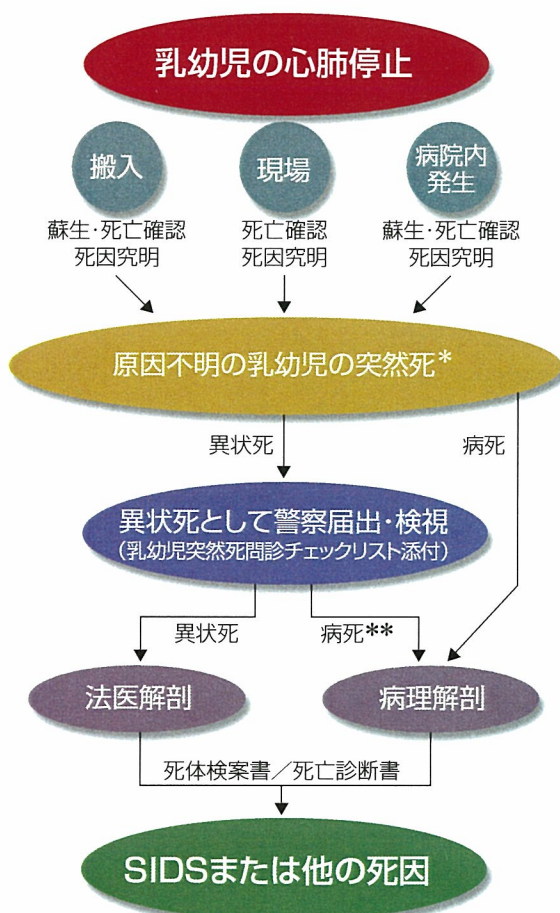 乳幼児の心肺停止
搬入
現場
病院内
発生
蘇生・死亡確認
死因究明
死亡確認
死因究明
蘇生・死亡確認
死因究明
原因不明の乳幼児の突然死*
異状死
病死
異状死として警察届出・検視
(乳幼児突然死問診チェックリスト添付)
異状死
病死**
法医解剖
病理解剖
死体検案書/死亡診断書
SIDSまたは他の死因